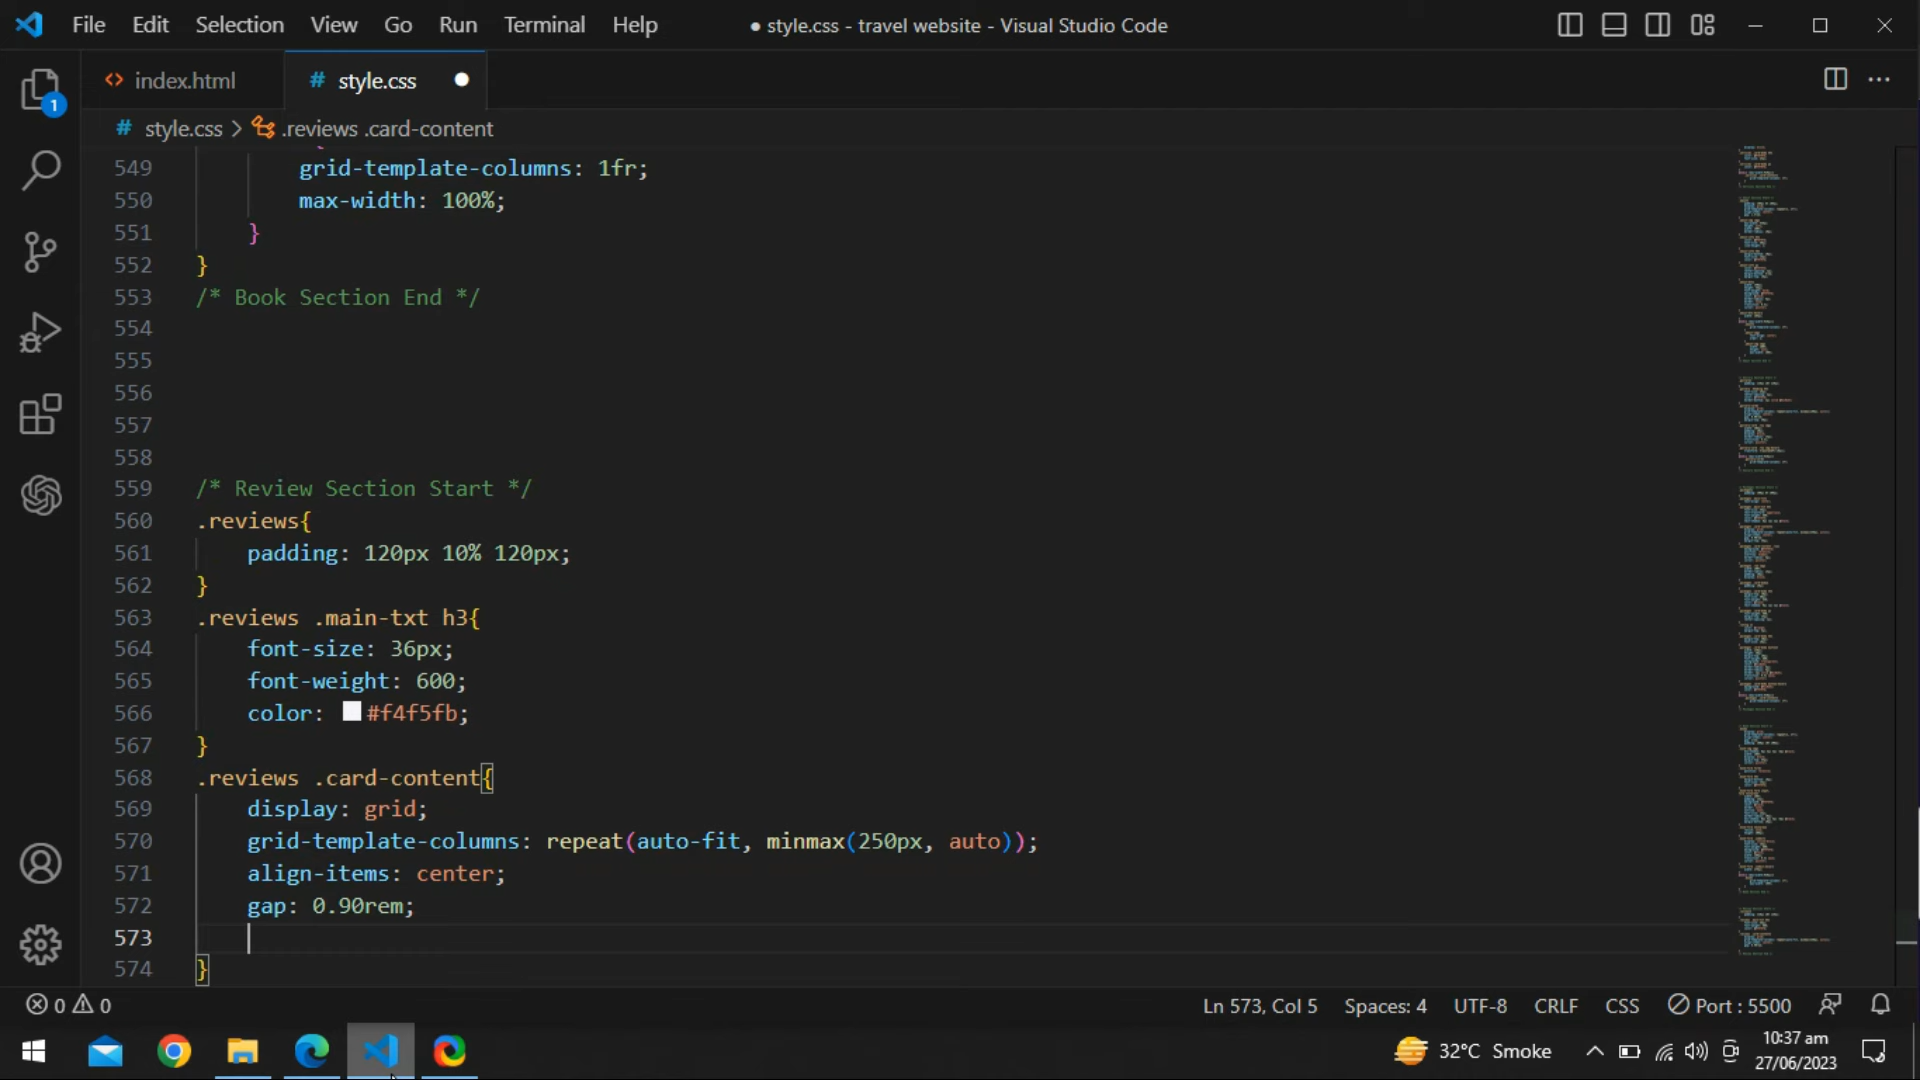 File Edit Selection View Go Run Terminal Help ● style.css - travel website - Visual Studio Code
<> index.html # style.css ●
1
# style.css > .reviews .card-content
549 grid-template-columns: 1fr;
550 max-width: 100%;
551 }
552 }
553 /* Book Section End */
554
555
556
557
558
559 /* Review Section Start */
560 .reviews{
561 padding: 120px 10% 120px;
562 }
563 .reviews .main-txt h3{
564 font-size: 36px;
565 font-weight: 600;
566 color: #f4f5fb;
567 }
568 .reviews .card-content{
569 display: grid;
570 grid-template-columns: repeat(auto-fit, minmax(250px, auto));
571 align-items: center;
572 gap: 0.90rem;
573
574 }
0 0 Ln 573, Col 5 Spaces: 4 UTF-8 CRLF CSS Port : 5500
32°C Smoke 10:37 am
27/06/2023